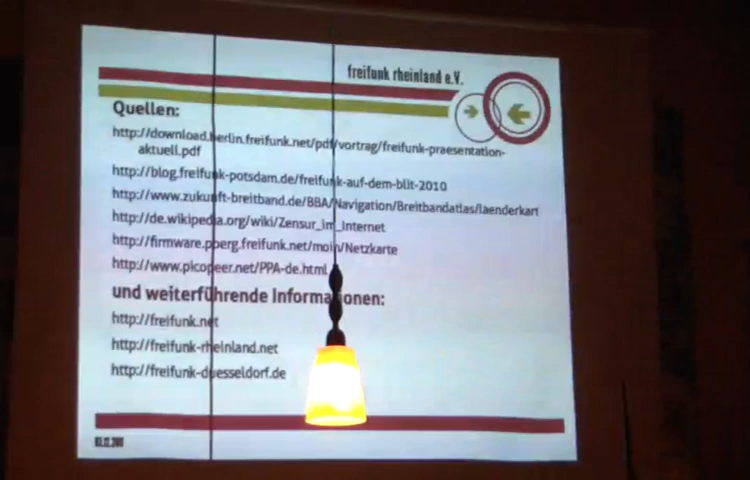 freifunk rheinland e.V.
Quellen:
http://download.berlin.freifunk.net/pdf/vortrag/freifunk-praesentation-
aktuell.pdf
http://blog.freifunk-potsdam.de/freifunk-auf-dem-blit-2010
http://www.zukunft-breitband.de/BBA/Navigation/Breitbandatlas/laenderkart
http://de.wikipedia.org/wiki/Zensur_im_Internet
http://firmware.pberg.freifunk.net/moin/Netzkarte
http://www.picopeer.net/PPA-de.html
und weiterführende Informationen:
http://freifunk.net
http://freifunk-rheinland.net
http://freifunk-duesseldorf.de